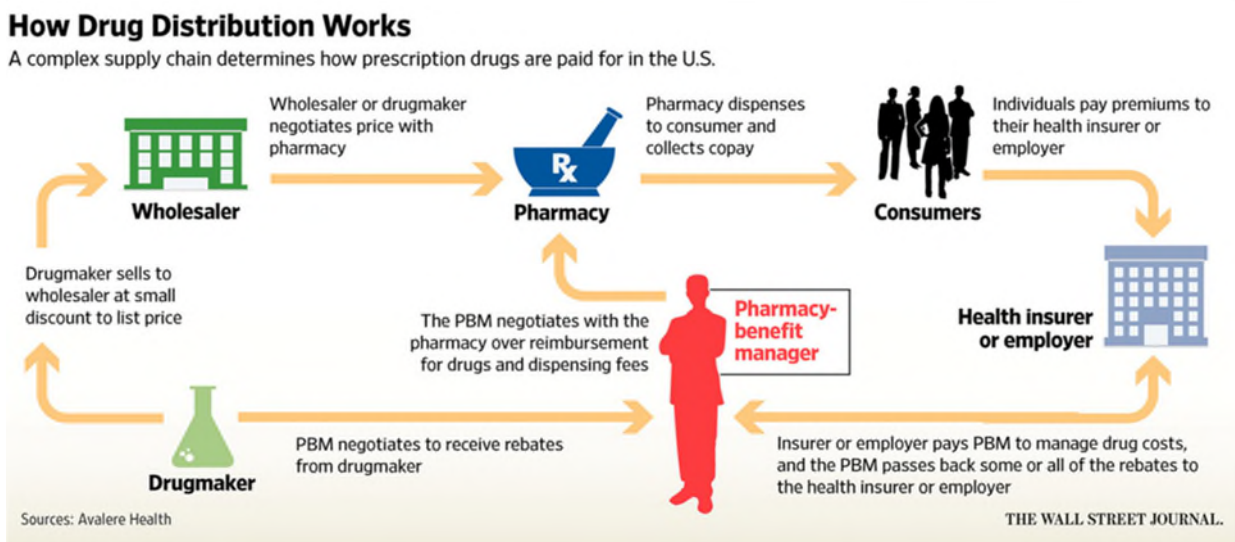 How Drug Distribution Works
A complex supply chain determines how prescription drugs are paid for in the U.S.
Wholesaler or drugmaker
negotiates price with
pharmacy
Pharmacy dispenses
to consumer and
collects copay
Individuals pay premiums to
their health insurer or
employer
Rx
Wholesaler
Pharmacy
Consumers
Drugmaker sells to
wholesaler at small
discount to list price
The PBM negotiates with the
pharmacy over reimbursement
for drugs and dispensing fees
Pharmacy-
benefit
manager
Health insurer
or employer
PBM negotiates to receive rebates
from drugmaker
Insurer or employer pays PBM to manage drug costs,
and the PBM passes back some or all of the rebates to
the health insurer or employer
Drugmaker
Sources: Avalere Health
THE WALL STREET JOURNAL.